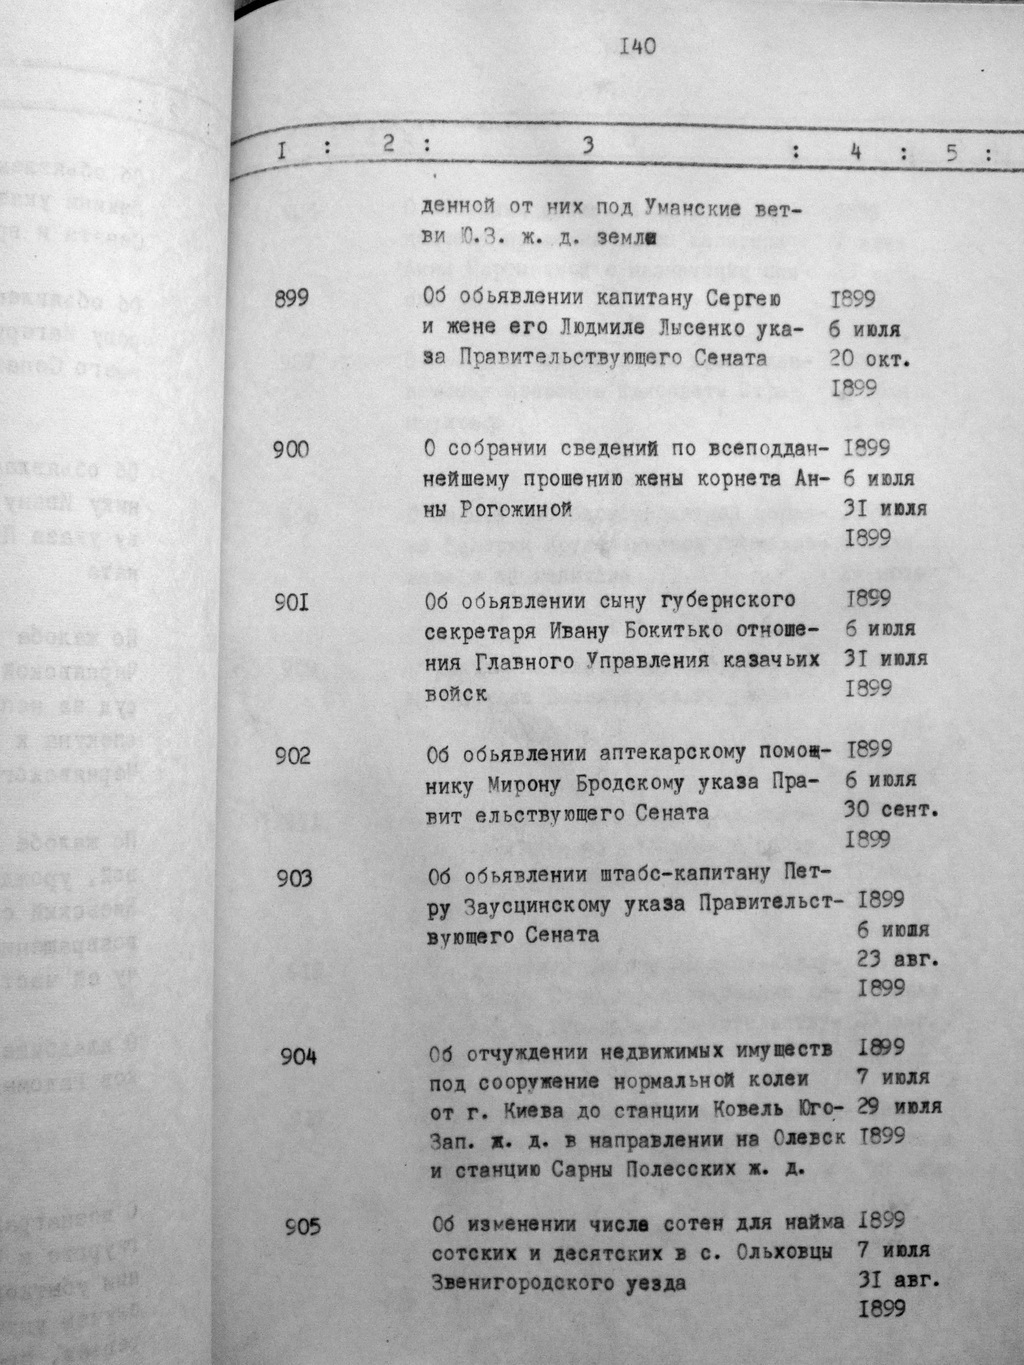 140
I : 2 : 3 : 4 : 5 :
денной от них под Уманские вет-
ви Ю.З. ж. д. земле
899 Об обьявлении капитану Сергею 1899
и жене его Людмиле Лысенко ука- 6 июля
за Правительствующего Сената 20 окт.
1899
900 О собрании сведений по всеподдан- 1899
нейшему прошению жены корнета Ан- 6 июля
ны Рогожиной 31 июля
1899
901 Об обьявлении сыну губернского 1899
секретаря Ивану Бокитько отноше- 6 июля
ния Главного Управления казачьих 31 июля
войск 1899
902 Об обьявлении аптекарскому помощ- 1899
нику Мирону Бродскому указа Пра- 6 июля
вит ельствующего Сената 30 сент.
1899
903 Об обьявлении штабс-капитану Пет-
ру Заусцинскому указа Правительст- 1899
вующего Сената 6 июля
23 авг.
1899
904 Об отчуждении недвижимых имуществ 1899
под сооружение нормальной колеи 7 июля
от г. Киева до станции Ковель Юго- 29 июля
Зап. ж. д. в направлении на Олевск 1899
и станцию Сарны Полесских ж. д.
905 Об изменении числа сотен для найма 1899
сотских и десятских в с. Ольховцы 7 июля
Звенигородского уезда 31 авг.
1899